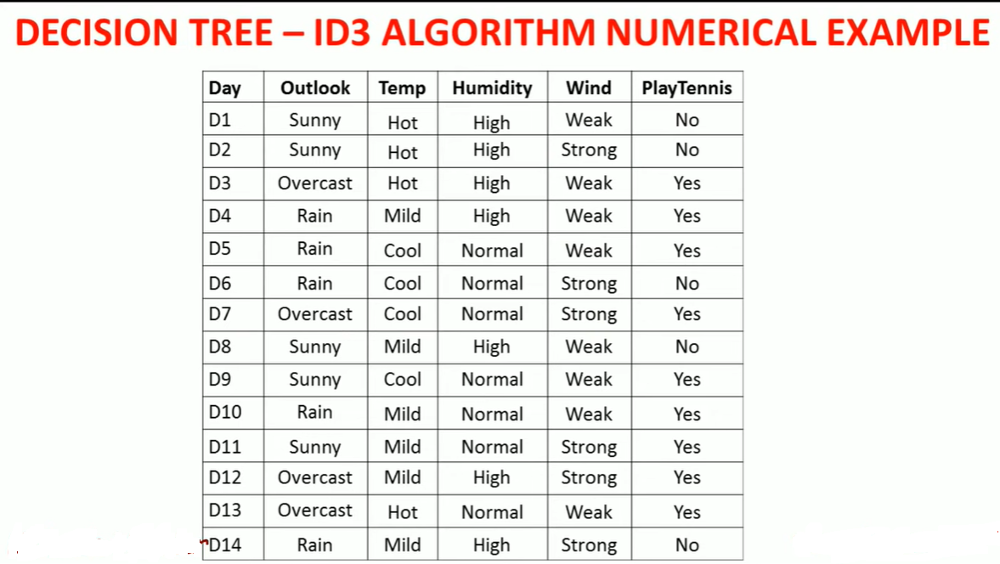 DECISION TREE – ID3 ALGORITHM NUMERICAL EXAMPLE
Day Outlook Temp Humidity Wind PlayTennis
D1 Sunny Hot High Weak No
D2 Sunny Hot High Strong No
D3 Overcast Hot High Weak Yes
D4 Rain Mild High Weak Yes
D5 Rain Cool Normal Weak Yes
D6 Rain Cool Normal Strong No
D7 Overcast Cool Normal Strong Yes
D8 Sunny Mild High Weak No
D9 Sunny Cool Normal Weak Yes
D10 Rain Mild Normal Weak Yes
D11 Sunny Mild Normal Strong Yes
D12 Overcast Mild High Strong Yes
D13 Overcast Hot Normal Weak Yes
D14 Rain Mild High Strong No